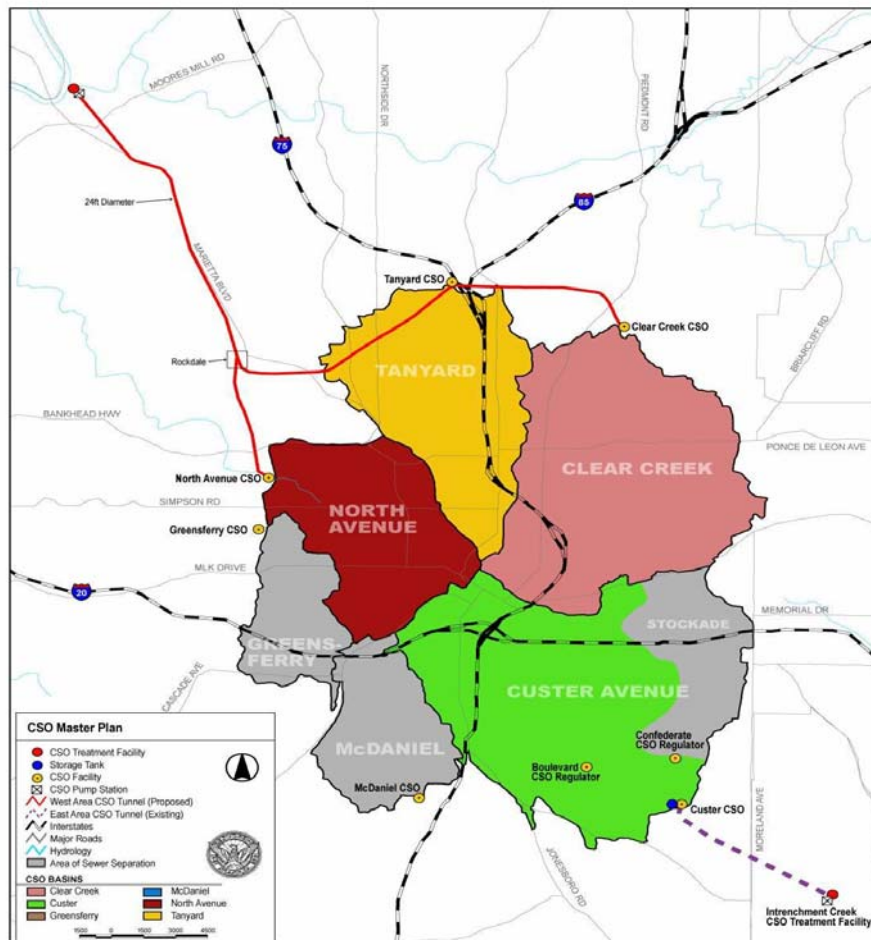 MOORES MILL RD
NORTHSIDE DR
PIEDMONT RD
75
85
24ft Diameter
MARIETTA BLVD
Tanyard CSO
Clear Creek CSO
BRIARCLIFF RD
Rockdale
TANYARD
BANKHEAD HWY
PONCE DE LEON AVE
CLEAR CREEK
North Avenue CSO
SIMPSON RD
NORTH
AVENUE
Greensferry CSO
MLK DRIVE
20
MEMORIAL DR
STOCKADE
GREENS-
FERRY
CASCADE AVE
CUSTER AVENUE
McDANIEL
Confederate
CSO Regulator
Boulevard
CSO Regulator
McDaniel CSO
Custer CSO
MORELAND AVE
JONESBORO RD
Intrenchment Creek
CSO Treatment Facility
CSO Master Plan
CSO Treatment Facility
Storage Tank
CSO Facility
CSO Pump Station
West Area CSO Tunnel (Proposed)
East Area CSO Tunnel (Existing)
Interstates
Major Roads
Hydrology
Area of Sewer Separation
CSO BASINS
Clear Creek McDaniel
Custer North Avenue
Greensferry Tanyard
1500 0 1500 3000 4500